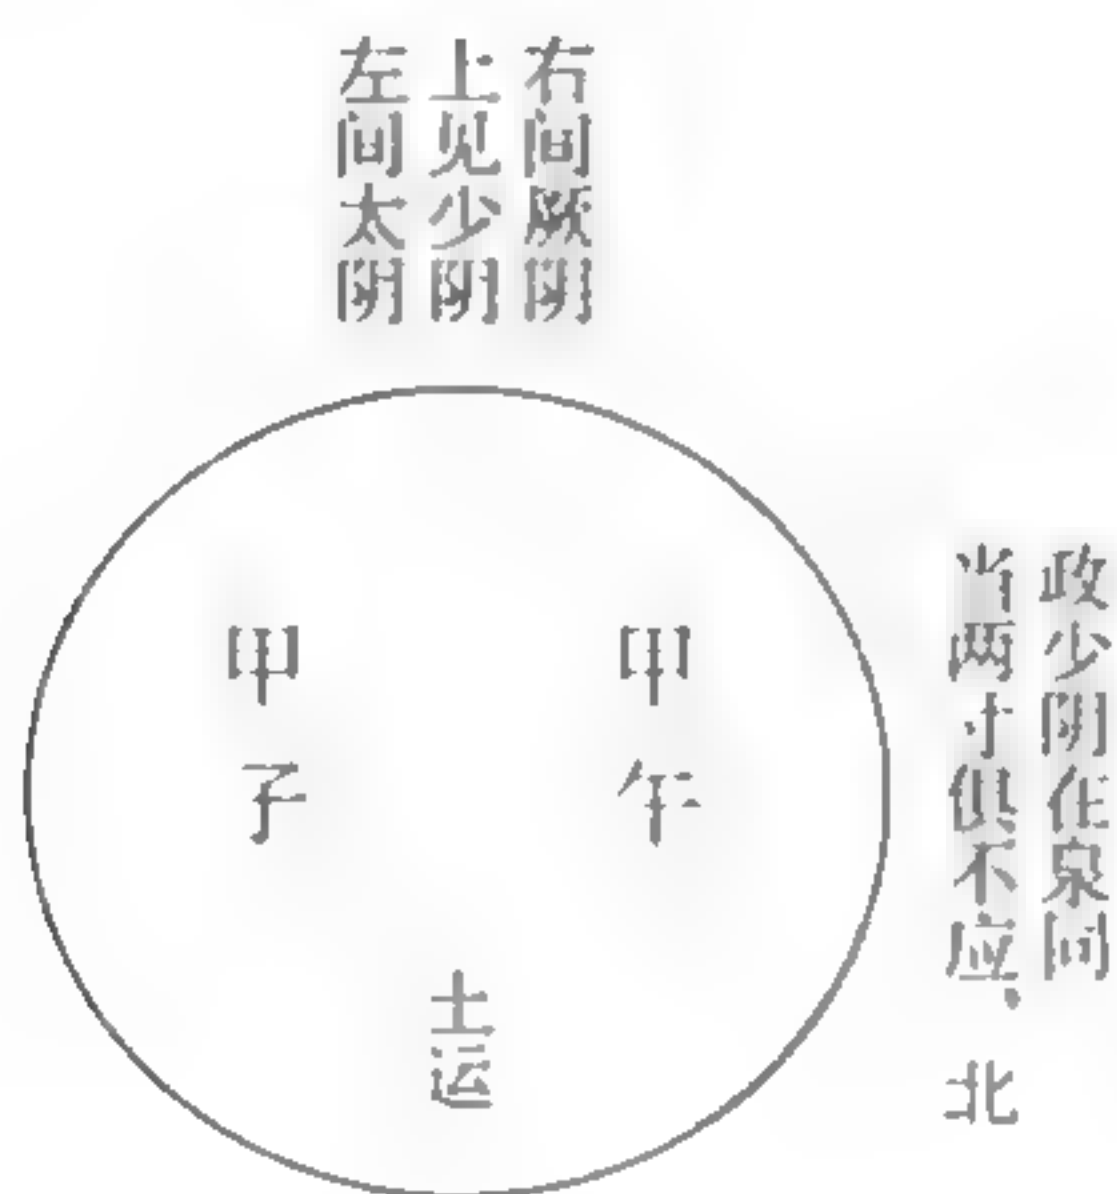 右间厥阴
上见少阴
左间太阴
当两寸俱不应，北
政少阴在泉间
甲午
甲子
土运